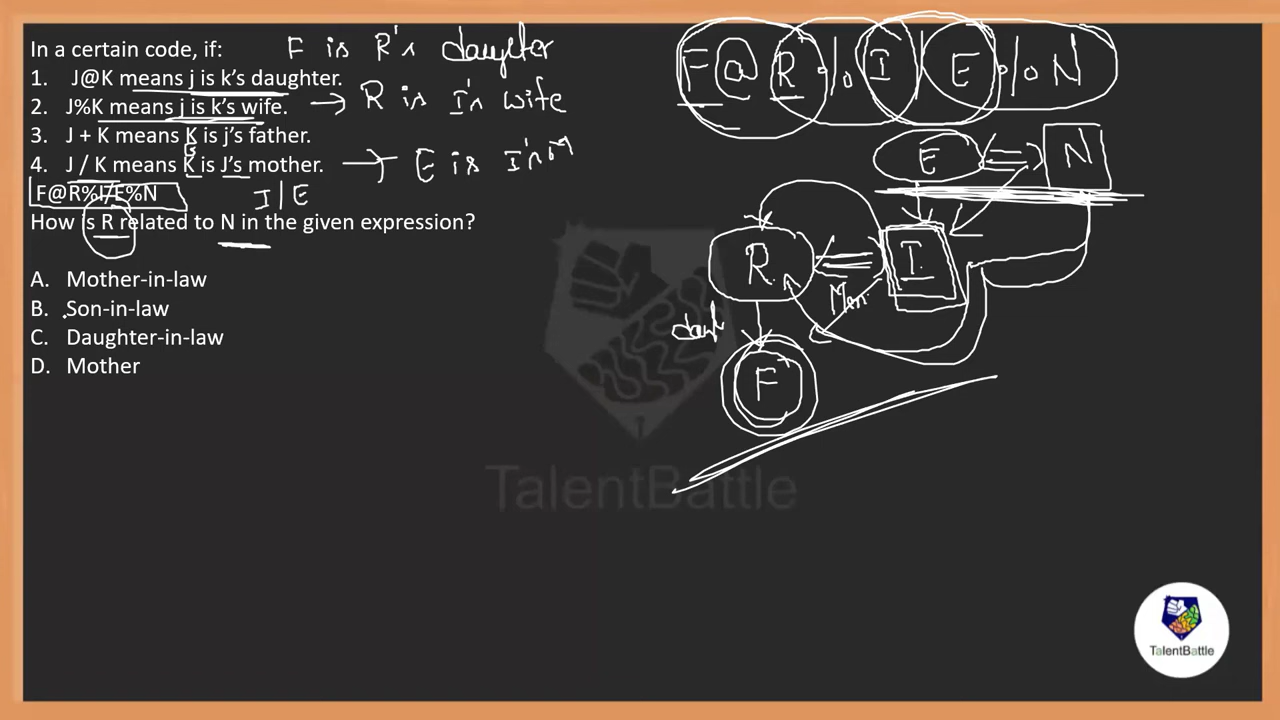 In a certain code, if:
F is R's daughter
1. J@K means j is k's daughter.
2. J%K means j is k's wife.
→ R is I's wife
3. J + K means K is j's father.
4. J / K means K is J's mother.
→ E is I's M
F@R%I/E%N
I/E
How is R related to N in the given expression?
A. Mother-in-law
B. Son-in-law
C. Daughter-in-law
D. Mother
F@R%I/E%N
E N
R I
F
TalentBattle
TalentBattle